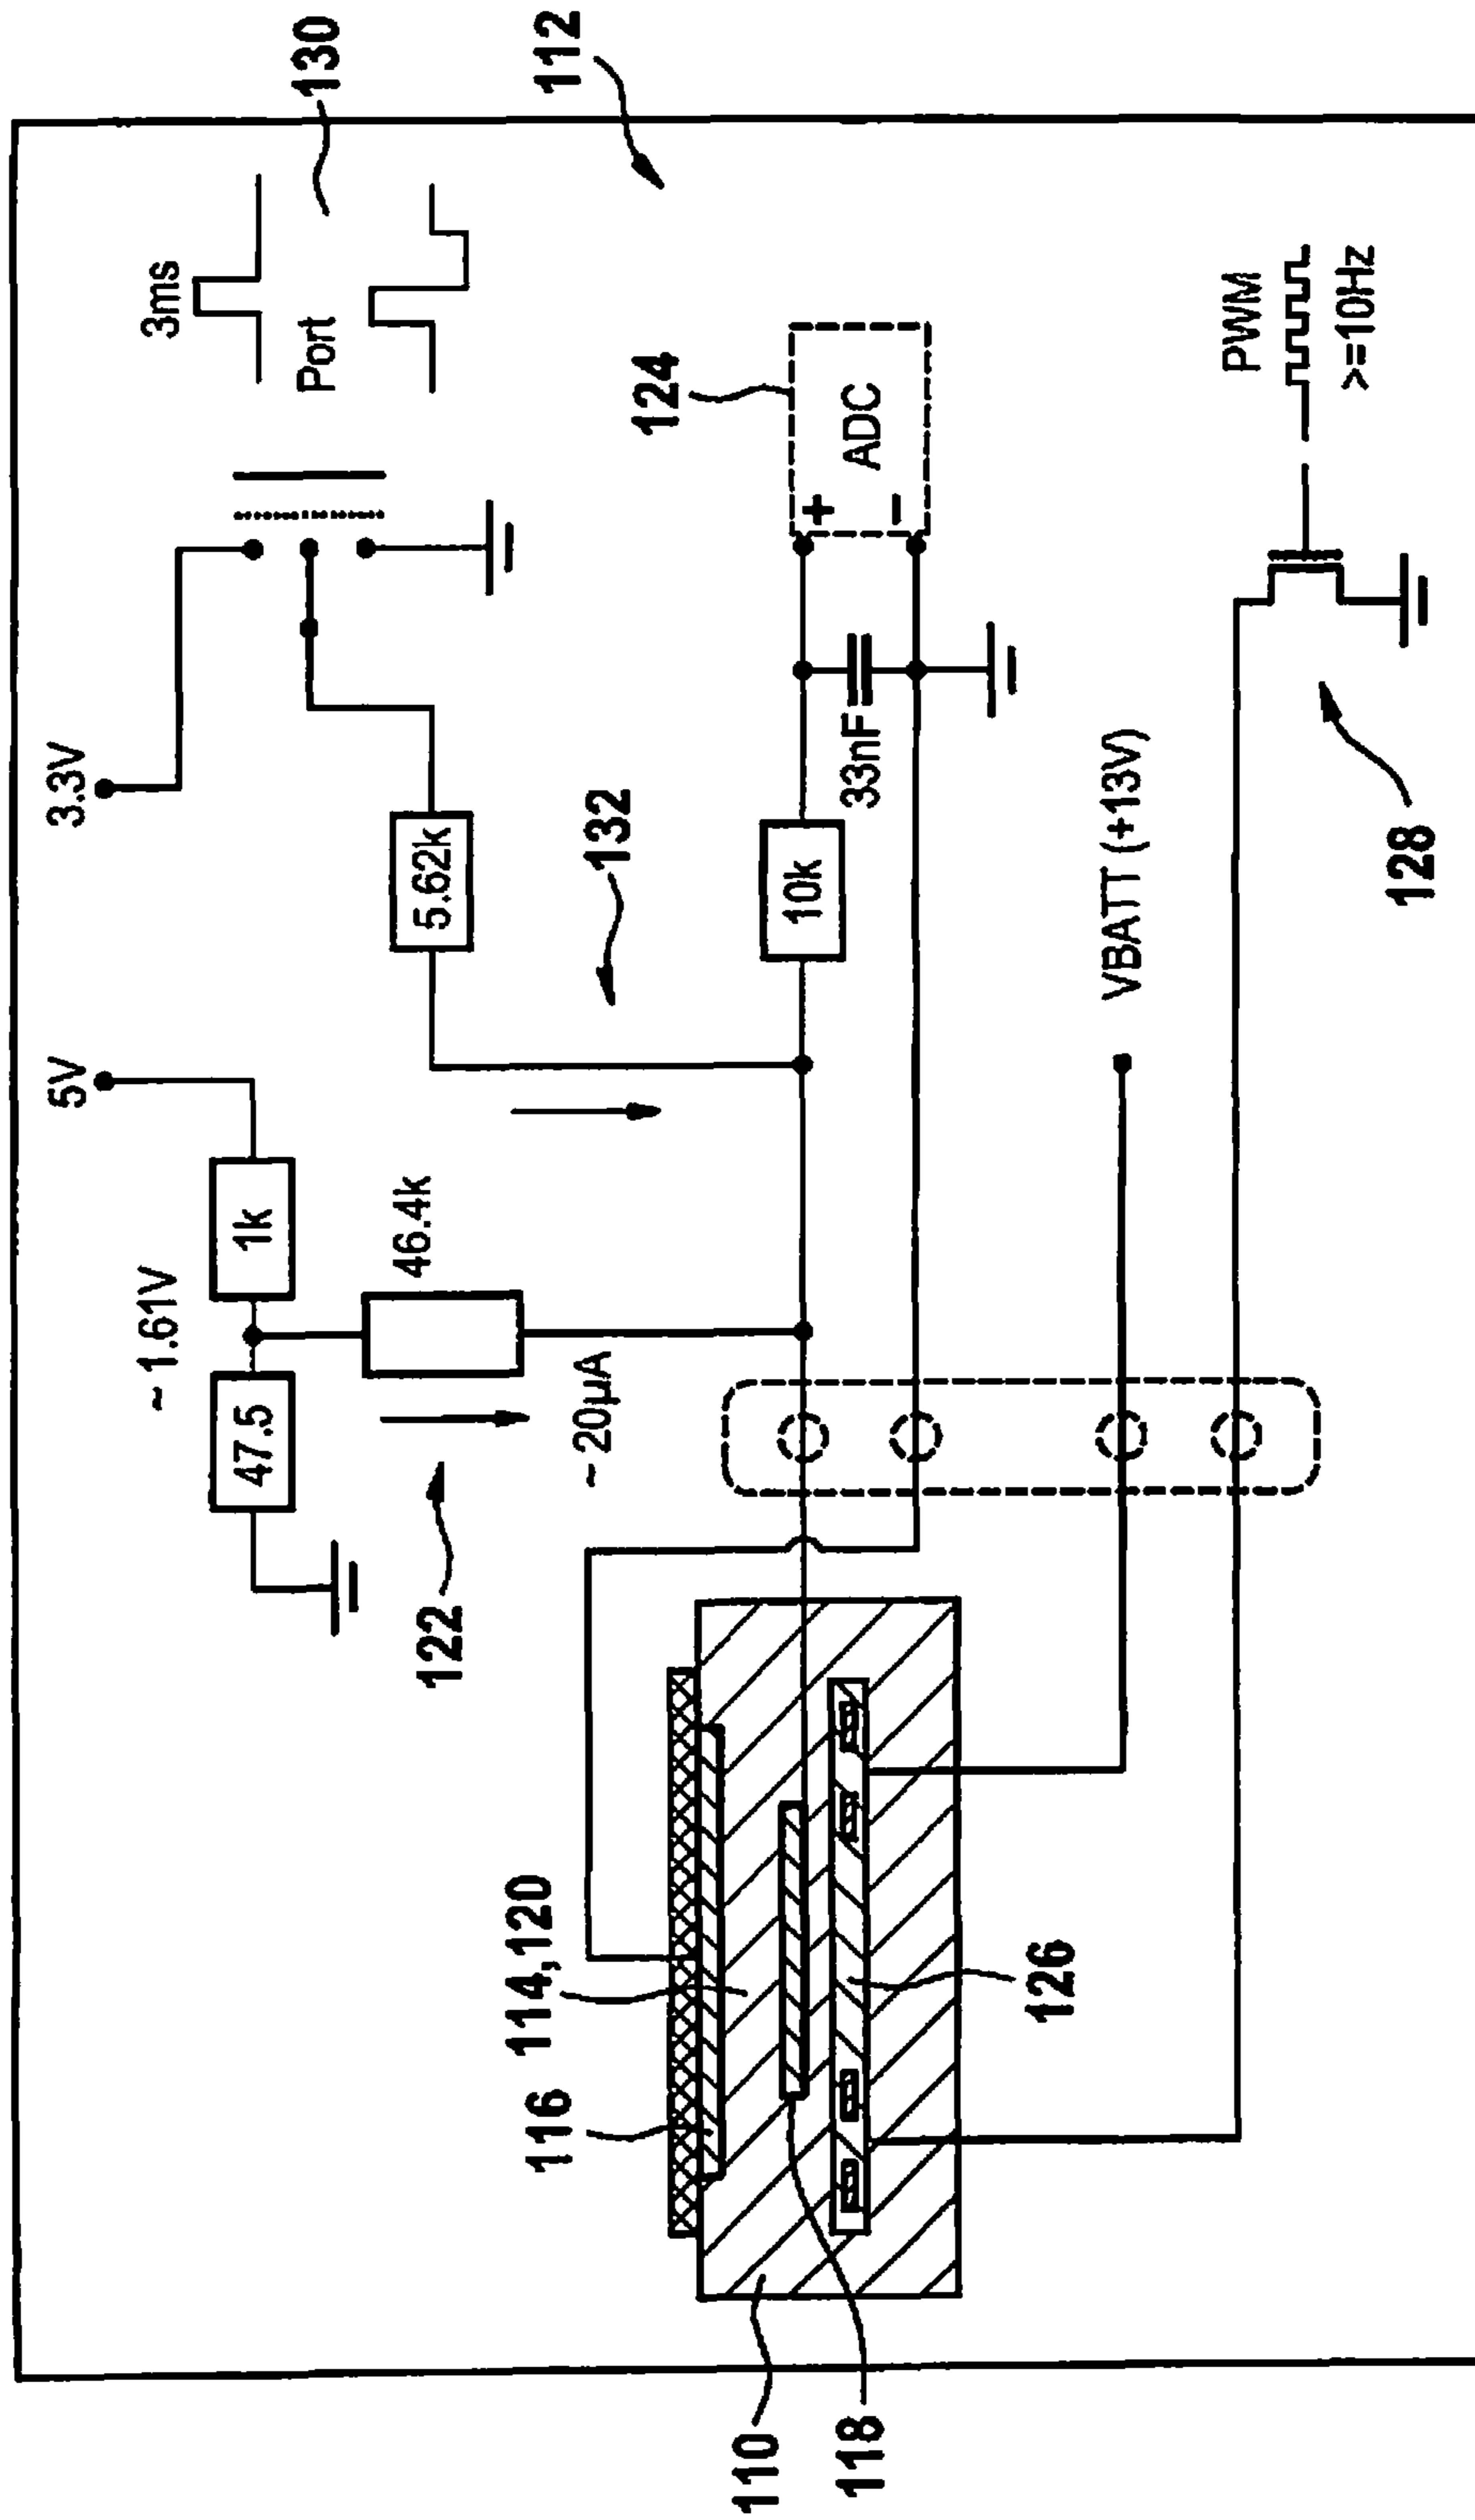 3.3V
5V
~ 1.61V
3ms
130
47.5
1k
Port
112
46.4k
5.62k
122
~20µA
132
124
114,120
116
10k
33nF
+
-
ADC
110
118
126
VBATT (+13V)
PWM
>=10Hz
128